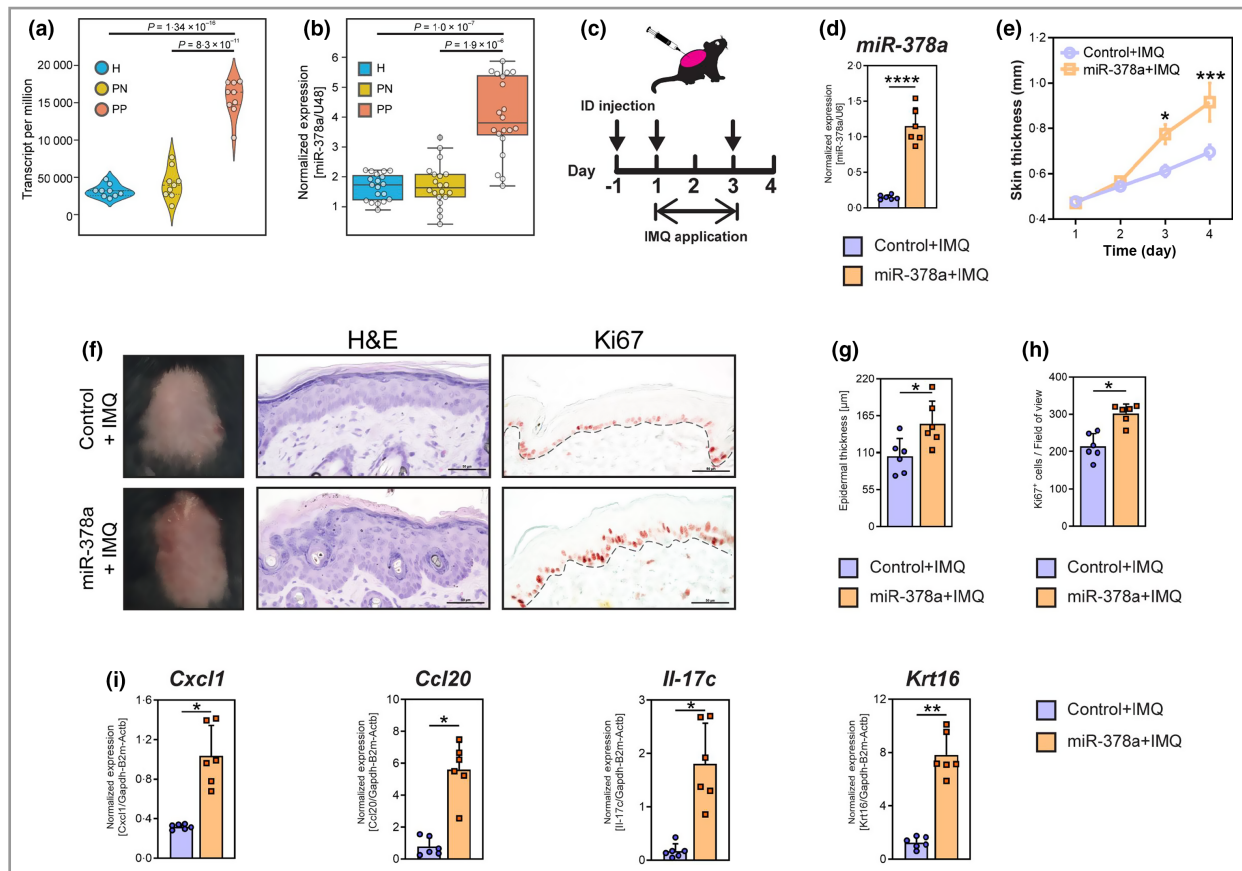 (a)
P = 1·34 ×10⁻¹⁶
P = 8·3 ×10⁻¹¹
Transcript per million
20 000
15 000
10 000
50 000
0
H
PN
PP
(b)
P = 1·0 ×10⁻⁷
P = 1·9 ×10⁻⁶
Normalized expression
[miR-378a/U48]
6
5
4
3
2
1
H
PN
PP
(c)
ID injection
Day
-1 1 3 4
IMQ application
(d)
miR-378a
****
Normalized expression
[miR-378a/U6]
2·0
1·5
1·0
0·5
0·0
Control+IMQ
miR-378a+IMQ
(e)
Control+IMQ
miR-378a+IMQ
*
***
Skin thickness (mm)
1·2
1·0
0·8
0·6
0·4
1 2 3 4
Time (day)
(f)
H&E
Ki67
Control
+ IMQ
miR-378a
+ IMQ
(g)
*
Epidermal thickness [µm]
220
165
110
55
0
Control+IMQ
miR-378a+IMQ
(h)
*
Ki67⁺ cells / Field of view
400
300
200
100
0
Control+IMQ
miR-378a+IMQ
(i)
Cxcl1
*
Normalized expression
[Cxcl1/Gapdh-B2m-Actb]
1·6
1·2
0·8
0·4
0·0
Ccl20
*
Normalized expression
[Ccl20/Gapdh-B2m-Actb]
10
8
6
4
2
0
Il-17c
*
Normalized expression
[Il-17c/Gapdh-B2m-Actb]
3
2
1
0
Krt16
**
Normalized expression
[Krt16/Gapdh-B2m-Actb]
12
8
4
0
Control+IMQ
miR-378a+IMQ